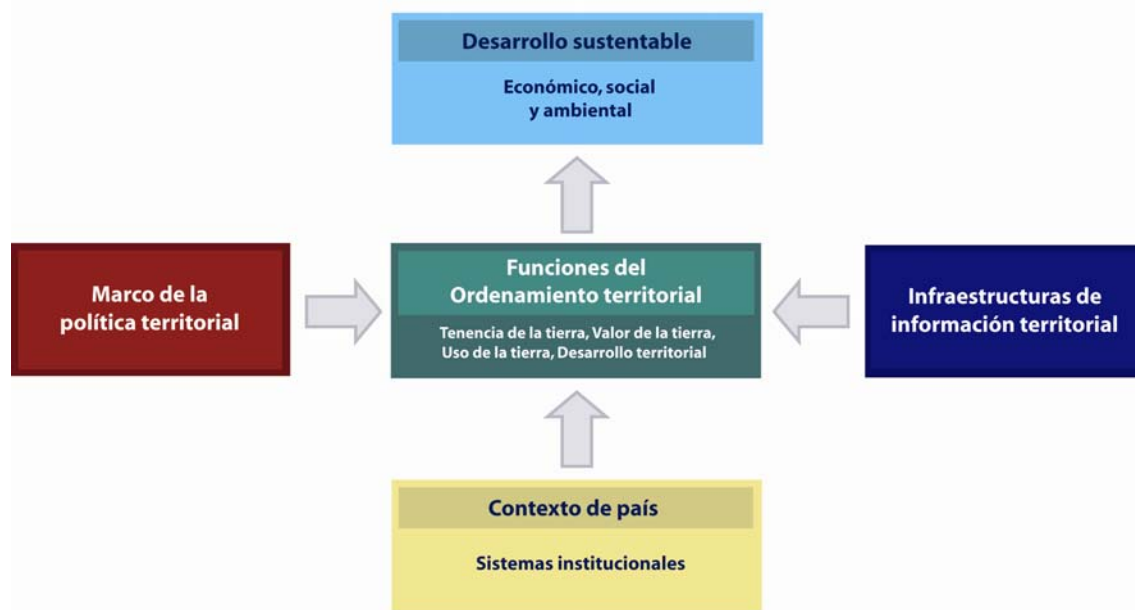 Desarrollo sustentable
Económico, social
y ambiental
Marco de la
política territorial
Funciones del
Ordenamiento territorial
Tenencia de la tierra, Valor de la tierra,
Uso de la tierra, Desarrollo territorial
Infraestructuras de
información territorial
Contexto de país
Sistemas institucionales